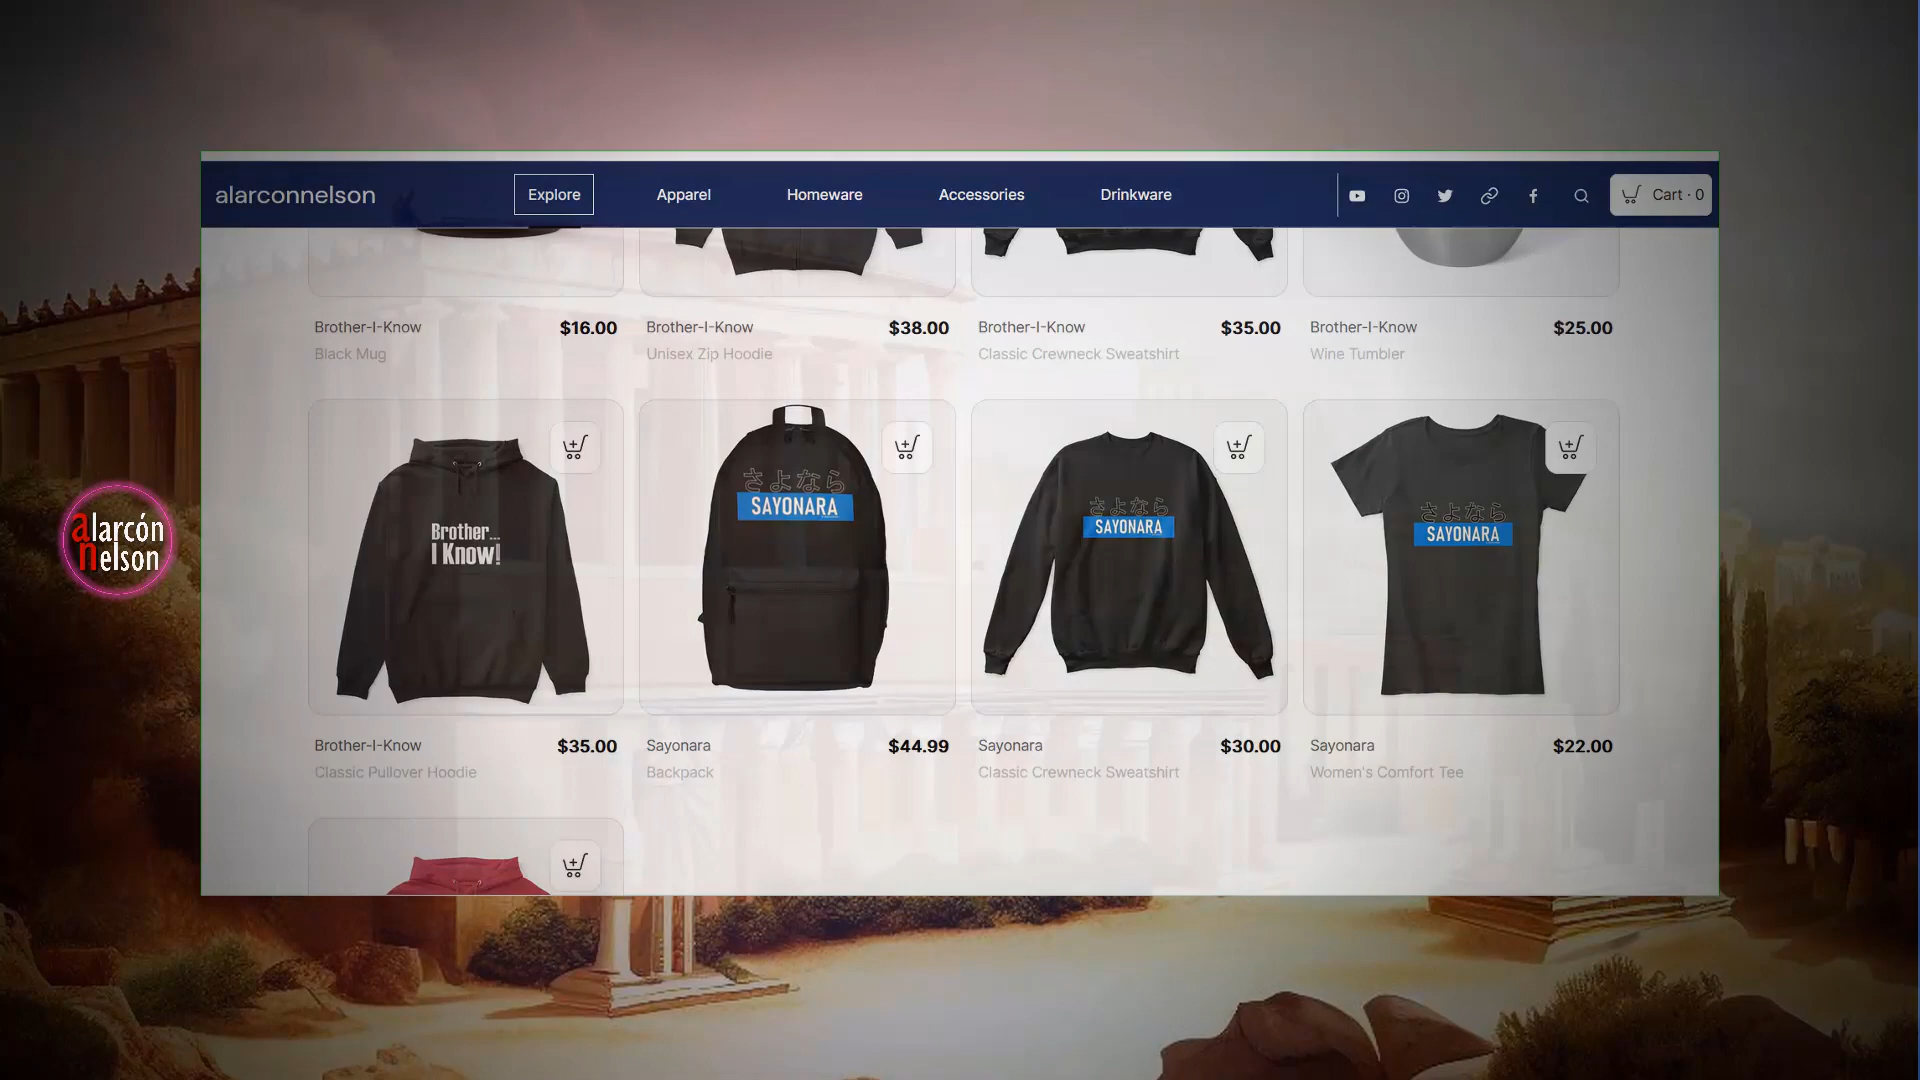 alarconnelson
Explore
Apparel
Homeware
Accessories
Drinkware
Cart · 0
Brother-I-Know
$16.00
Black Mug
Brother-I-Know
$38.00
Unisex Zip Hoodie
Brother-I-Know
$35.00
Classic Crewneck Sweatshirt
Brother-I-Know
$25.00
Wine Tumbler
alarcón
nelson
Brother...
I Know!
さよなら
SAYONARA
さよなら
SAYONARA
さよなら
SAYONARA
Brother-I-Know
$35.00
Classic Pullover Hoodie
Sayonara
$44.99
Backpack
Sayonara
$30.00
Classic Crewneck Sweatshirt
Sayonara
$22.00
Women's Comfort Tee